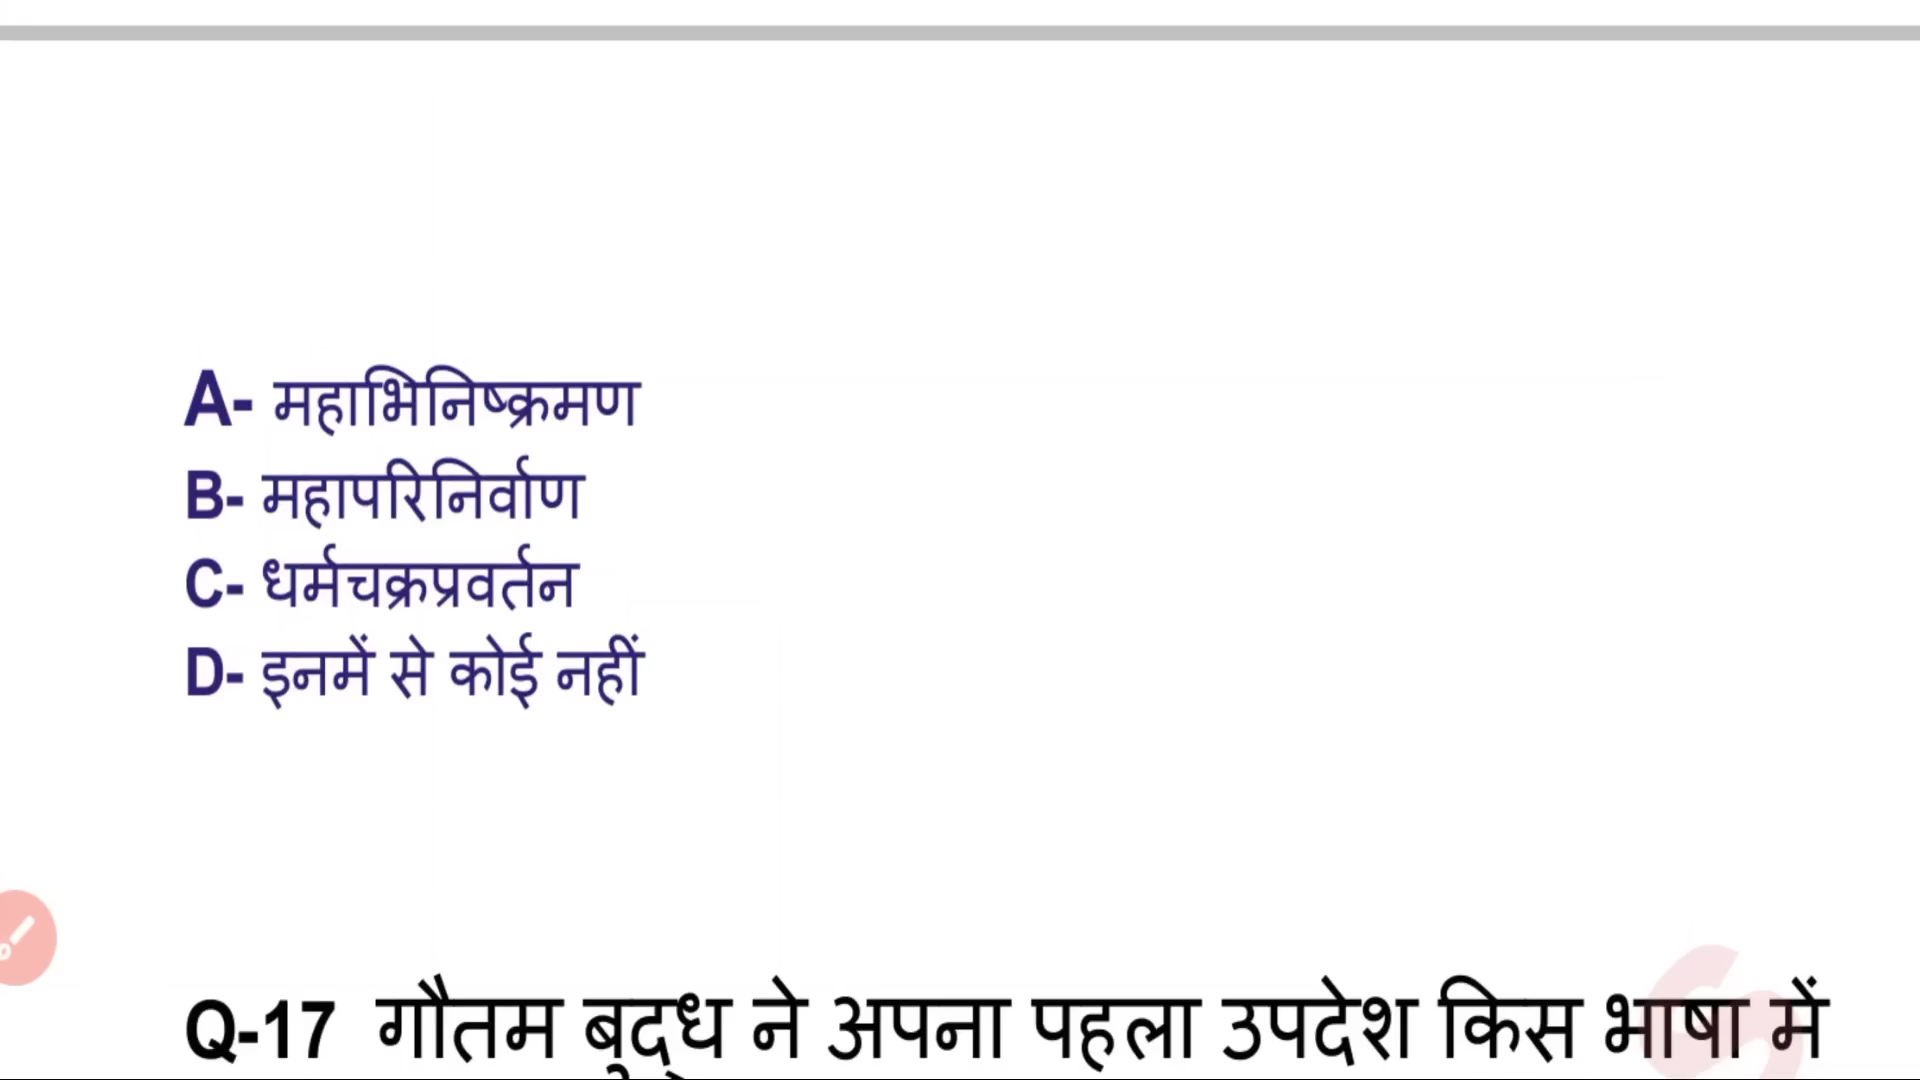 A- महाभिनिष्क्रमण
B- महापरिनिर्वाण
C- धर्मचक्रप्रवर्तन
D- इनमें से कोई नहीं
Q-17 गौतम बुद्ध ने अपना पहला उपदेश किस भाषा में